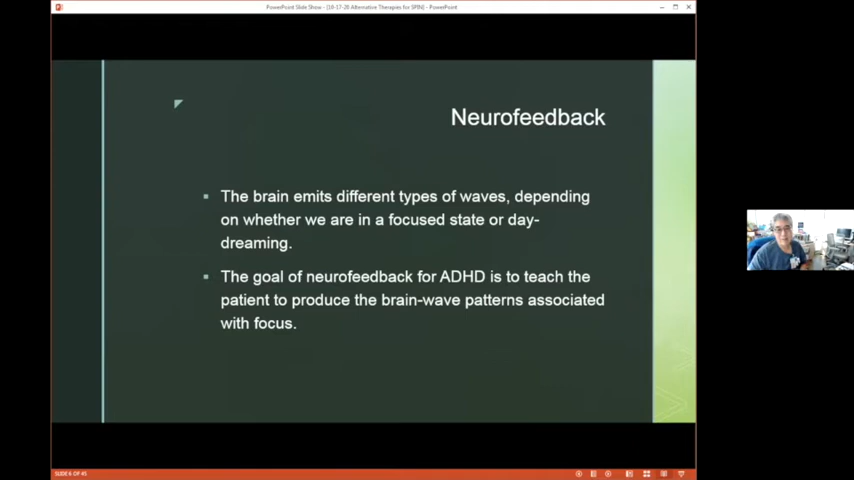 PowerPoint Slide Show - [10-17-20 Alternative Therapies for SPIN] - PowerPoint
Neurofeedback
The brain emits different types of waves, depending
on whether we are in a focused state or day-
dreaming.
The goal of neurofeedback for ADHD is to teach the
patient to produce the brain-wave patterns associated
with focus.
SLIDE 6 OF 45